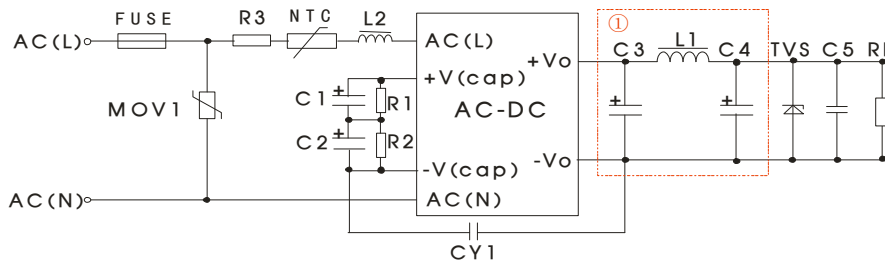 ①
FUSE R3 NTC L2 C3 L1 C4 TVS C5
AC(L) AC(L) +Vo
+V(cap)
C1 R1
MOV1 AC-DC
C2 R2
-V(cap) -Vo
AC(N) AC(N)
CY1